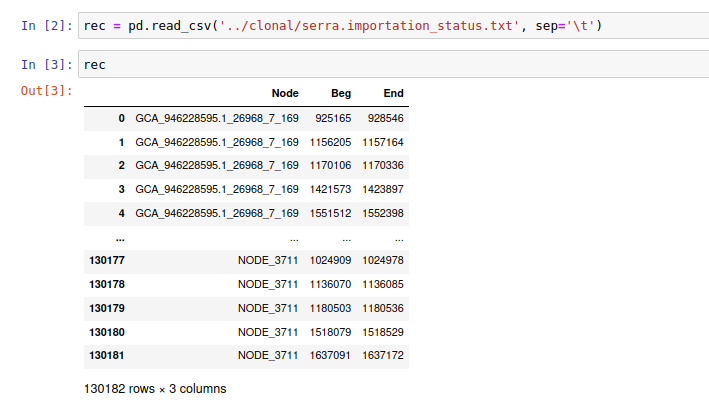 In [2]: rec = pd.read_csv('../clonal/serra.importation_status.txt', sep='\t')
In [3]: rec
Out[3]:
Node Beg End
0 GCA_946228595.1_26968_7_169 925165 928546
1 GCA_946228595.1_26968_7_169 1156205 1157164
2 GCA_946228595.1_26968_7_169 1170106 1170336
3 GCA_946228595.1_26968_7_169 1421573 1423897
4 GCA_946228595.1_26968_7_169 1551512 1552398
... ... ... ...
130177 NODE_3711 1024909 1024978
130178 NODE_3711 1136070 1136085
130179 NODE_3711 1180503 1180536
130180 NODE_3711 1518079 1518529
130181 NODE_3711 1637091 1637172
130182 rows × 3 columns